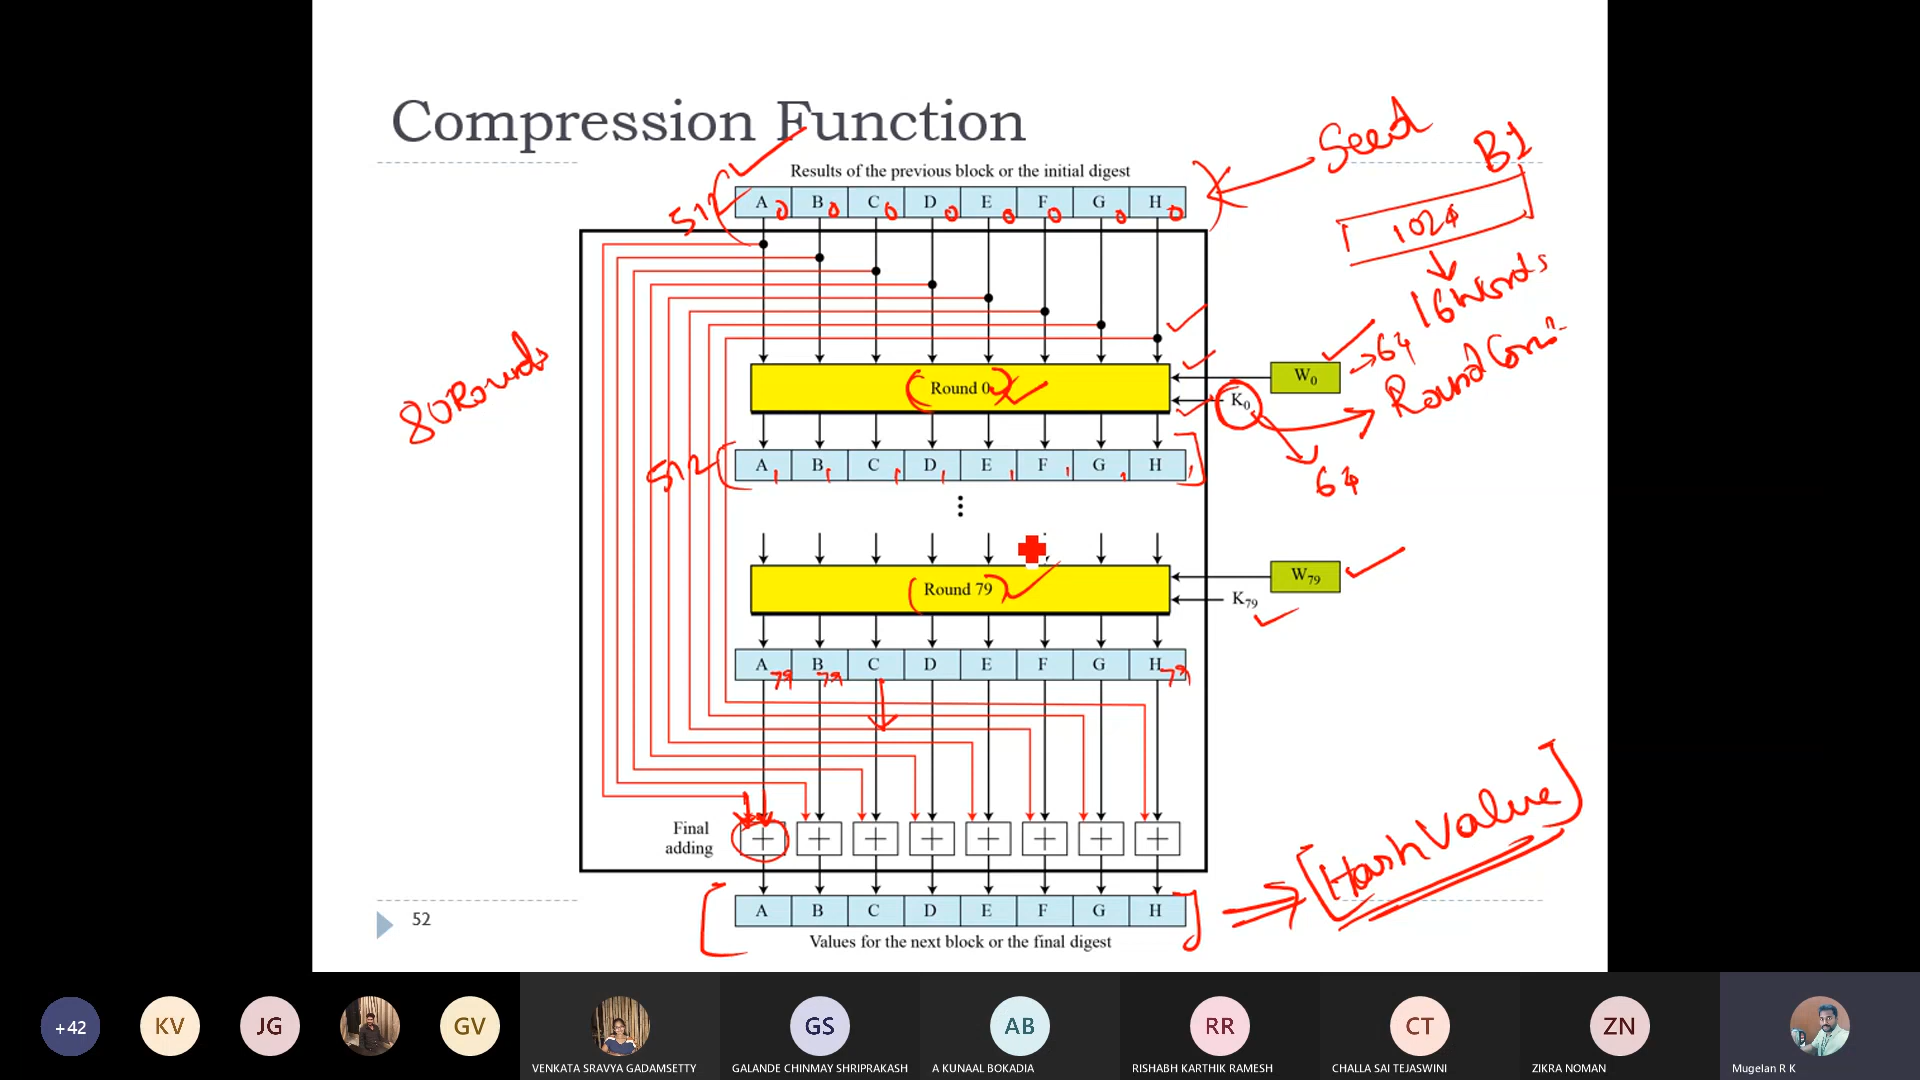 Compression Function
Seed
B1
Results of the previous block or the initial digest
512
A0 B0 C0 D0 E0 F0 G0 H0
1024
16 Words
80 Rounds
Round 0
W0
64
K0
Round
512
A1 B1 C1 D1 E1 F1 G1 H1
64
Round 79
W79
K79
A79 B79 C D E F G H79
Final
adding
Hash Value
A B C D E F G H
52
Values for the next block or the final digest
+42
KV
JG
GV
GS
AB
RR
CT
ZN
VENKATA SRAVYA GADAMSETTY
GALANDE CHINMAY SHRIPRAKASH
A KUNAAL BOKADIA
RISHABH KARTHIK RAMESH
CHALLA SAI TEJASWINI
ZIKRA NOMAN
Mugelan R K